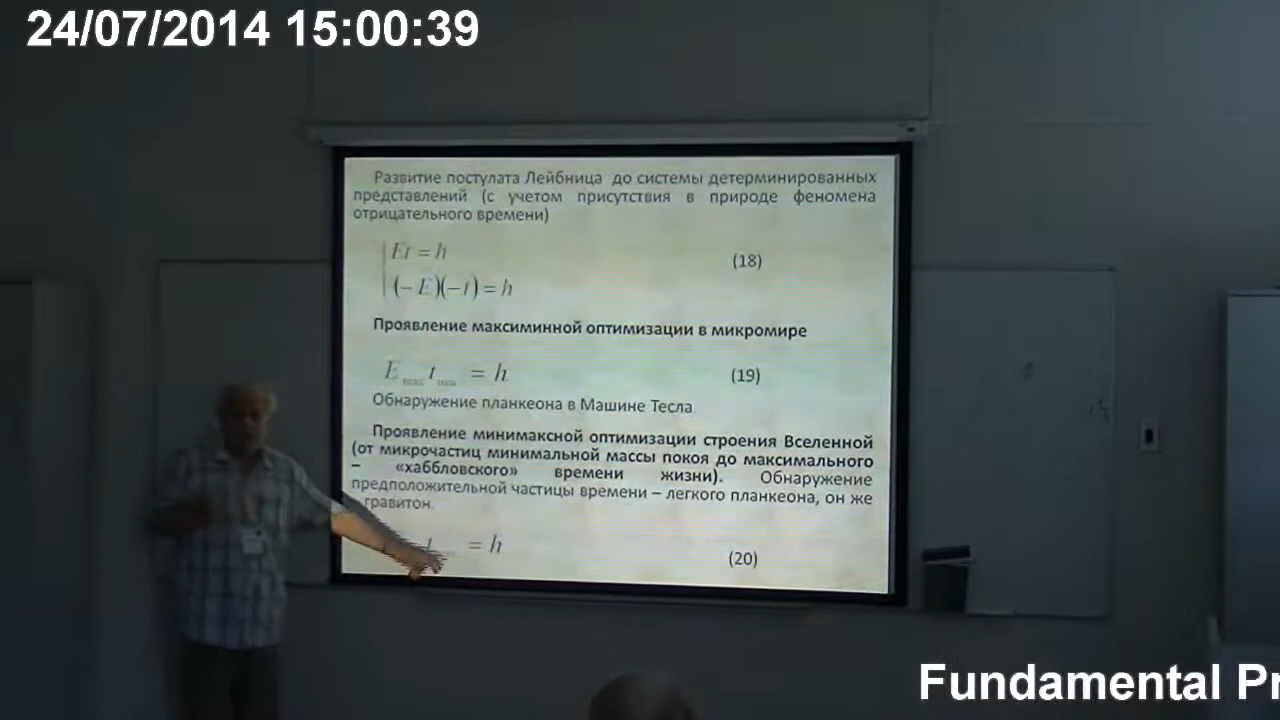 24/07/2014 15:00:39
Развитие постулата Лейбница до системы детерминированных
представлений (с учетом присутствия в природе феномена
отрицательного времени)
Et = h
(18)
(–E)(–t) = h
Проявление максиминной оптимизации в микромире
E max t min = h (19)
Обнаружение планкеона в Машине Тесла
Проявление минимаксной оптимизации строения Вселенной
(от микрочастиц минимальной массы покоя до максимального
– «хаббловского» времени жизни). Обнаружение
предположительной частицы времени – легкого планкеона, он же
гравитон.
t = h (20)
Fundamental Pr